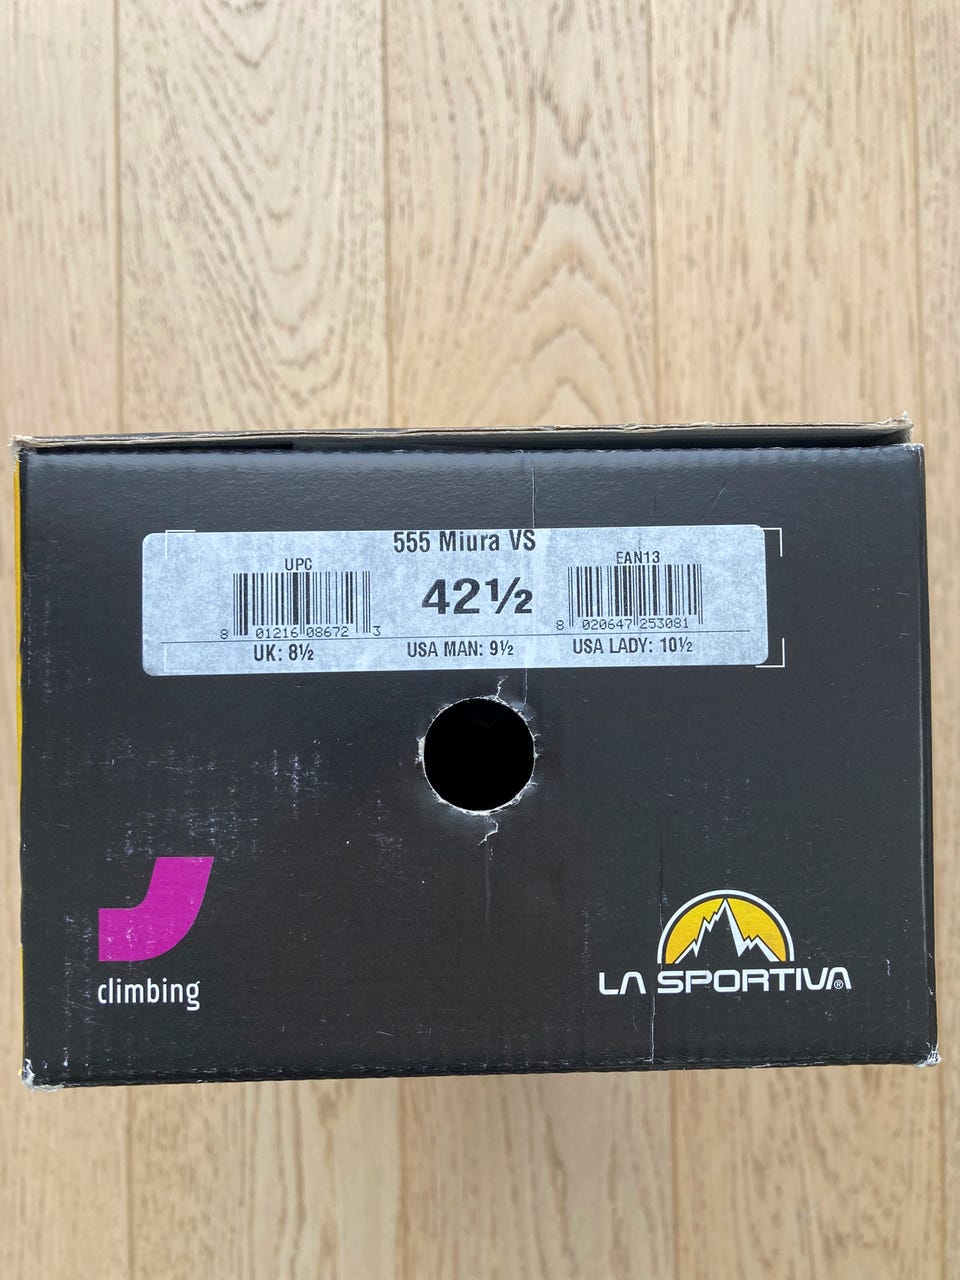 555 Miura VS
UPC
42½
EAN13
8 01216 08672 3
8 020647 253081
UK: 8½
USA MAN: 9½
USA LADY: 10½
climbing
LA SPORTIVA®